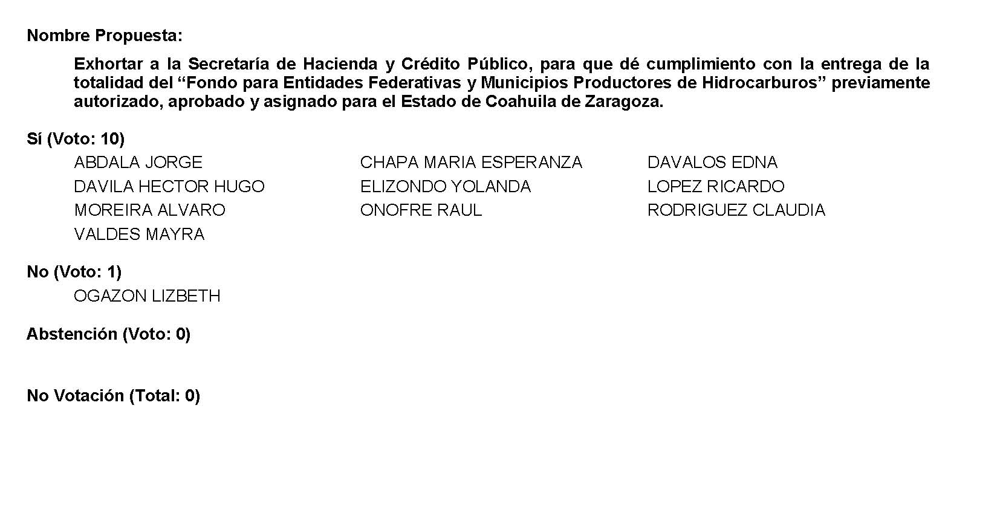 Nombre Propuesta:
Exhortar a la Secretaría de Hacienda y Crédito Público, para que dé cumplimiento con la entrega de la
totalidad del “Fondo para Entidades Federativas y Municipios Productores de Hidrocarburos” previamente
autorizado, aprobado y asignado para el Estado de Coahuila de Zaragoza.
Sí (Voto: 10)
ABDALA JORGE CHAPA MARIA ESPERANZA DAVALOS EDNA
DAVILA HECTOR HUGO ELIZONDO YOLANDA LOPEZ RICARDO
MOREIRA ALVARO ONOFRE RAUL RODRIGUEZ CLAUDIA
VALDES MAYRA
No (Voto: 1)
OGAZON LIZBETH
Abstención (Voto: 0)
No Votación (Total: 0)